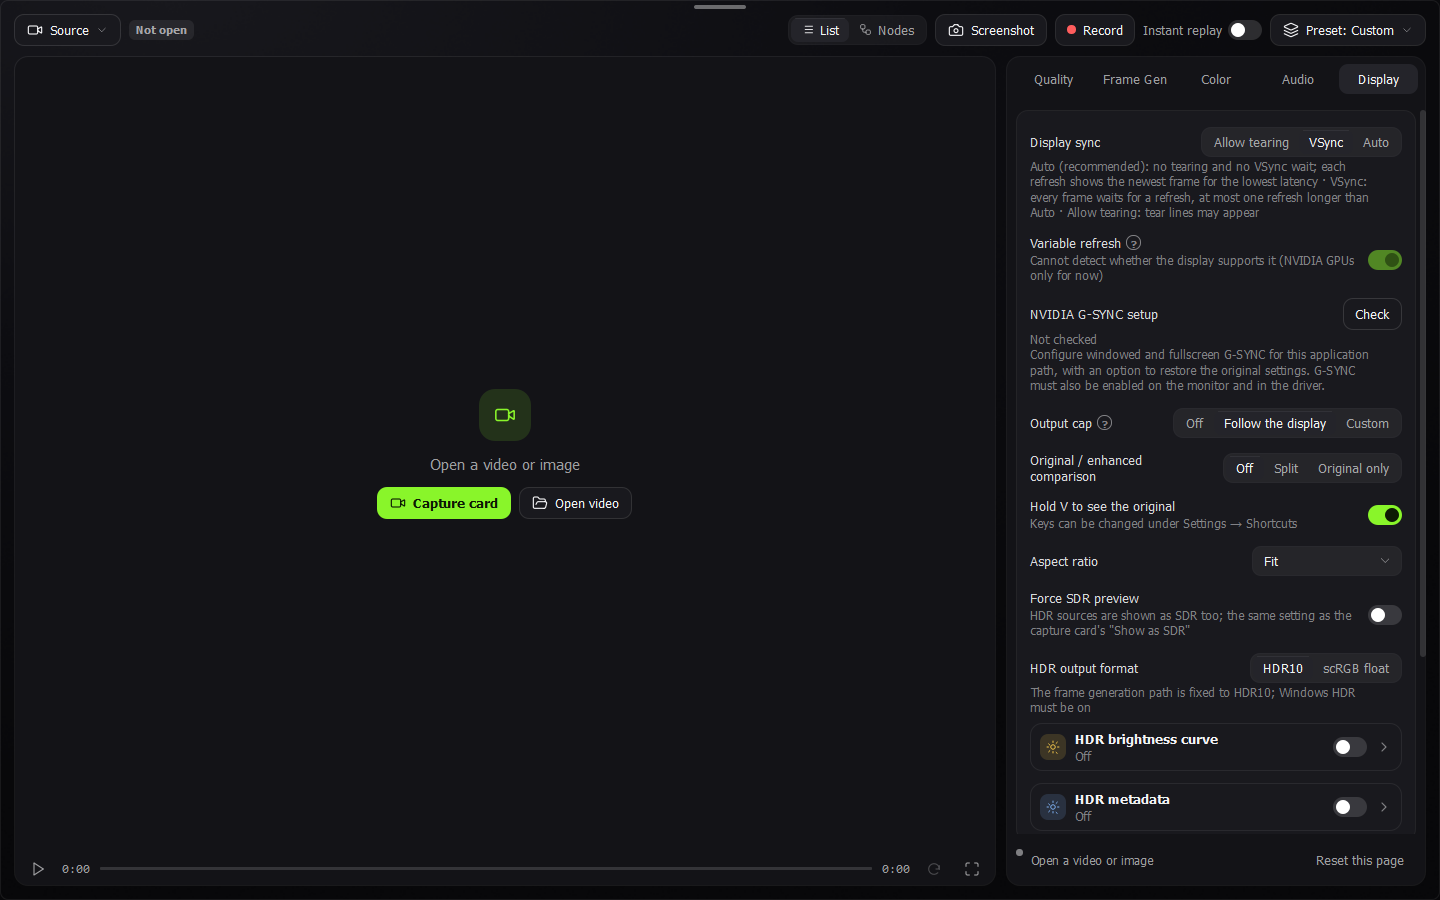 Source
Not open
List
Nodes
Screenshot
Record
Instant replay
Preset: Custom
Quality
Frame Gen
Color
Audio
Display
Display sync
Allow tearing
VSync
Auto
Auto (recommended): no tearing and no VSync wait; each
refresh shows the newest frame for the lowest latency · VSync:
every frame waits for a refresh, at most one refresh longer than
Auto · Allow tearing: tear lines may appear
Variable refresh ?
Cannot detect whether the display supports it (NVIDIA GPUs
only for now)
NVIDIA G-SYNC setup
Check
Not checked
Configure windowed and fullscreen G-SYNC for this application
path, with an option to restore the original settings. G-SYNC
must also be enabled on the monitor and in the driver.
Output cap ?
Off
Follow the display
Custom
Original / enhanced
comparison
Off
Split
Original only
Hold V to see the original
Keys can be changed under Settings → Shortcuts
Aspect ratio
Fit
Force SDR preview
HDR sources are shown as SDR too; the same setting as the
capture card's "Show as SDR"
HDR output format
HDR10
scRGB float
The frame generation path is fixed to HDR10; Windows HDR
must be on
HDR brightness curve
Off
HDR metadata
Off
Open a video or image
Reset this page
Open a video or image
Capture card
Open video
0:00
0:00